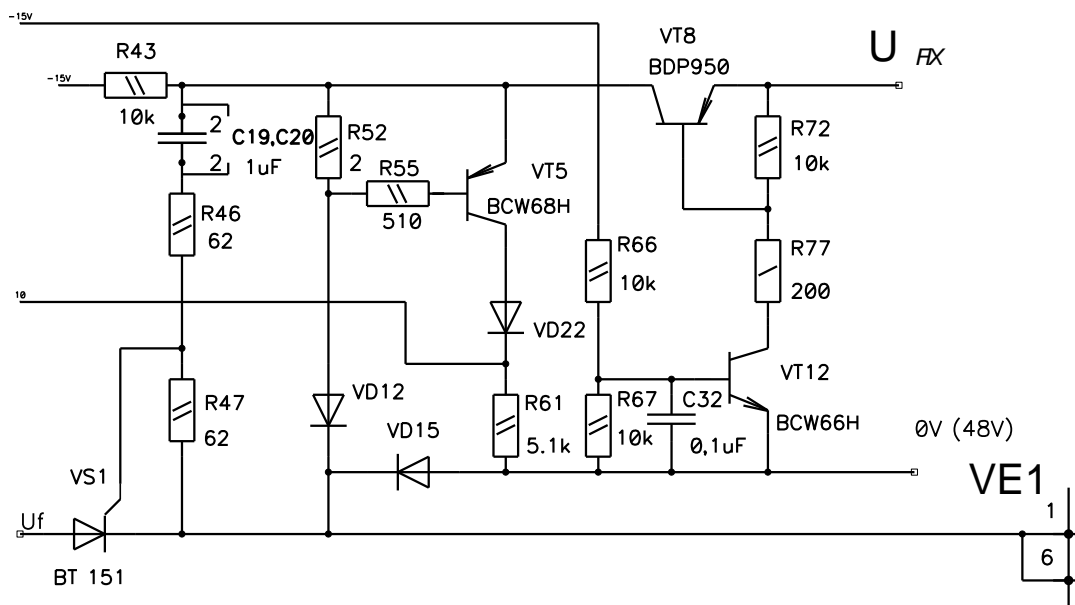 -15V
VT8
BDP950
U FIX
R43
-15V
10k
2
C19,C20
2
1uF
R52
2
R55
510
VT5
BCW68H
R72
10k
R46
62
R66
10k
R77
200
10
VD22
VT12
BCW66H
R47
62
VD12
VD15
R61
5.1k
R67
10k
C32
0,1uF
0V (48V)
VS1
VE1
1
Uf
6
BT 151